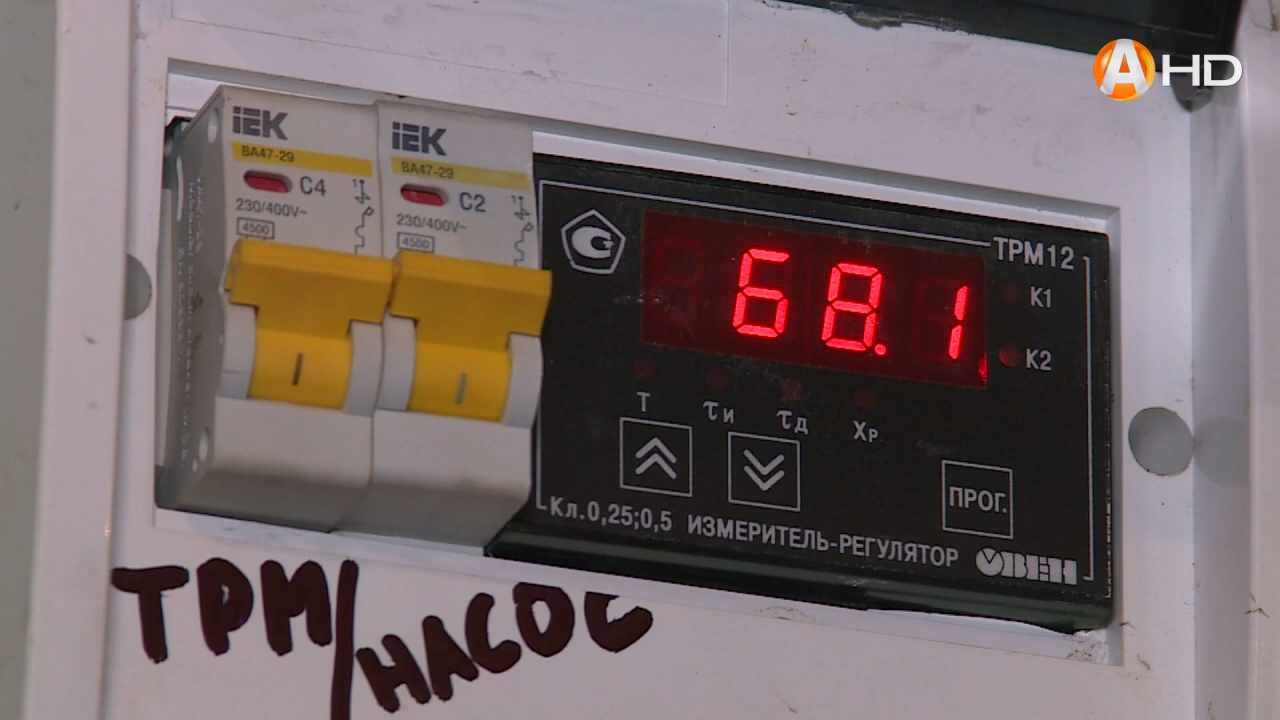 A HD
IEK
BA47-29
C4
230/400V~
4500
IEK
BA47-29
C2
230/400V~
4500
ТРМ12
68.1
К1
К2
T
τи
τд
Хр
ПРОГ.
Кл.0,25;0,5 ИЗМЕРИТЕЛЬ-РЕГУЛЯТОР ОВЕН
ТРМ/НАСОС